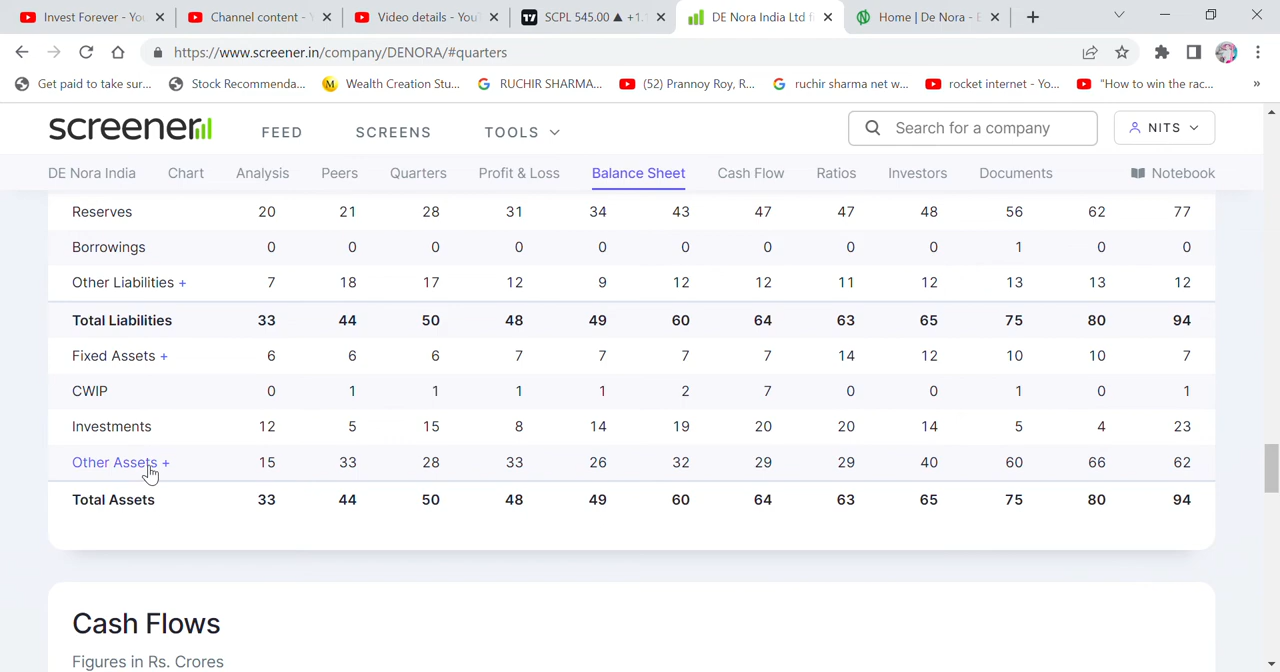 Invest Forever - You
Channel content - Y
Video details - YouT
SCPL 545.00 ▲ +1.
DE Nora India Ltd f
Home | De Nora - E
https://www.screener.in/company/DENORA/#quarters
Get paid to take sur...
Stock Recommenda...
M Wealth Creation Stu...
RUCHIR SHARMA...
(52) Prannoy Roy, R...
ruchir sharma net w...
rocket internet - Yo...
"How to win the rac...
»
screener
FEED
SCREENS
TOOLS
Search for a company
NITS
DE Nora India
Chart
Analysis
Peers
Quarters
Profit & Loss
Balance Sheet
Cash Flow
Ratios
Investors
Documents
Notebook
Reserves 20 21 28 31 34 43 47 47 48 56 62 77
Borrowings 0 0 0 0 0 0 0 0 0 1 0 0
Other Liabilities + 7 18 17 12 9 12 12 11 12 13 13 12
Total Liabilities 33 44 50 48 49 60 64 63 65 75 80 94
Fixed Assets + 6 6 6 7 7 7 7 14 12 10 10 7
CWIP 0 1 1 1 1 2 7 0 0 1 0 1
Investments 12 5 15 8 14 19 20 20 14 5 4 23
Other Assets + 15 33 28 33 26 32 29 29 40 60 66 62
Total Assets 33 44 50 48 49 60 64 63 65 75 80 94
Cash Flows
Figures in Rs. Crores